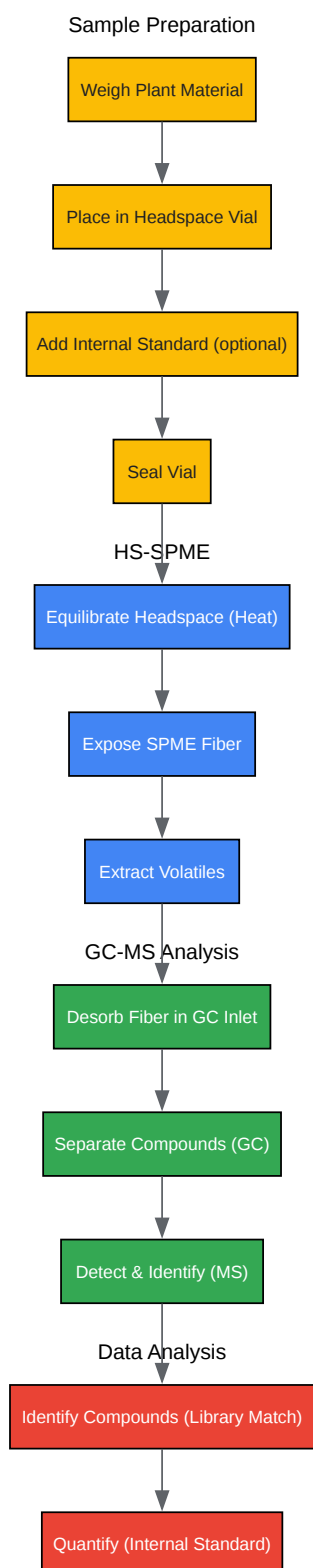 Sample Preparation
Weigh Plant Material
Place in Headspace Vial
Add Internal Standard (optional)
Seal Vial
HS-SPME
Equilibrate Headspace (Heat)
Expose SPME Fiber
Extract Volatiles
GC-MS Analysis
Desorb Fiber in GC Inlet
Separate Compounds (GC)
Detect & Identify (MS)
Data Analysis
Identify Compounds (Library Match)
Quantify (Internal Standard)